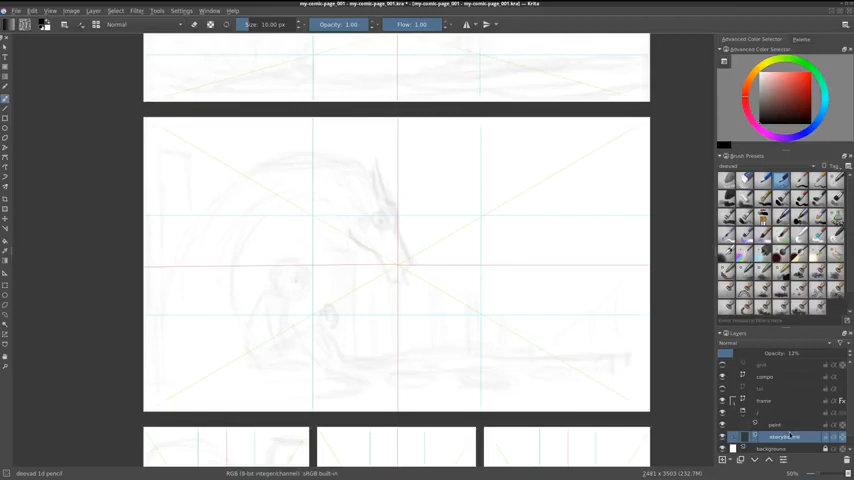 my-comic-page_001 - my-comic-page_001.kra * - [my-comic-page_001.kra] — Krita
File Edit View Image Layer Select Filter Tools Settings Window Help
Normal Size: 10.00 px Opacity: 1.00 Flow: 1.00
Advanced Color Selector Palette
Advanced Color Selector
Brush Presets
deevad Tag
Layers
Normal
Opacity: 12%
grid
compo
txt
frame
paint
storyboard
background
deevad 1d pencil
RGB (8-bit integer/channel) sRGB built-in
2481 x 3503 (232.7M)
50%